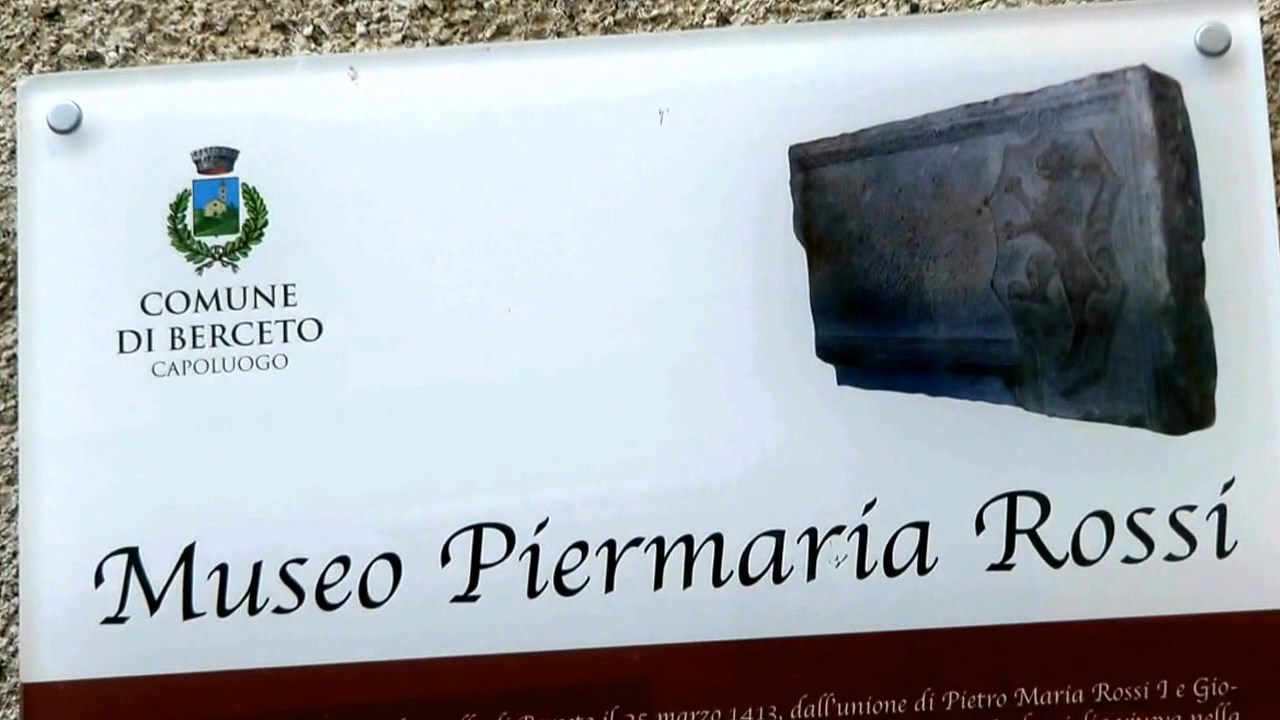 COMUNE
DI BERCETO
CAPOLUOGO
Museo Piermaria Rossi
di Berceto il 25 marzo 1413, dall'unione di Pietro Maria Rossi I e Gio-